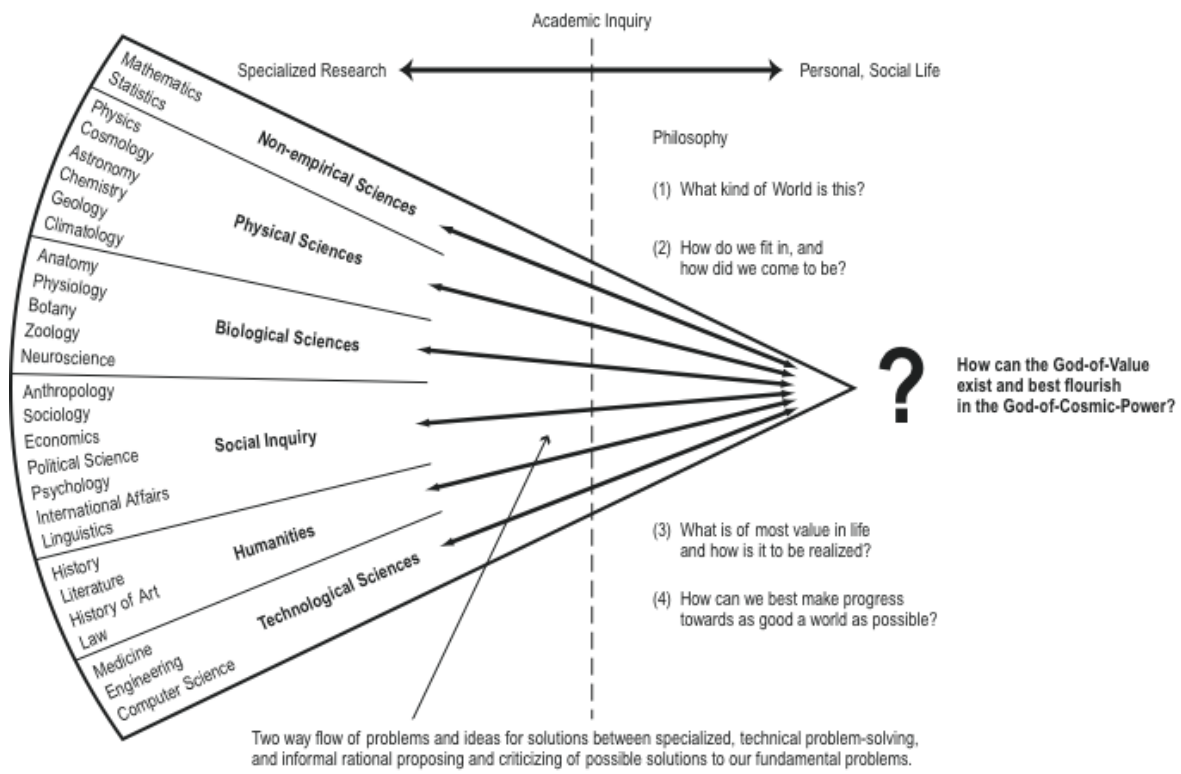 Academic Inquiry
Specialized Research
Personal, Social Life
Mathematics
Statistics
Non-empirical Sciences
Physics
Cosmology
Astronomy
Chemistry
Geology
Climatology
Physical Sciences
Anatomy
Physiology
Botany
Zoology
Neuroscience
Biological Sciences
Anthropology
Sociology
Economics
Political Science
Psychology
International Affairs
Linguistics
Social Inquiry
History
Literature
History of Art
Law
Humanities
Medicine
Engineering
Computer Science
Technological Sciences
Philosophy
(1) What kind of World is this?
(2) How do we fit in, and
how did we come to be?
?
How can the God-of-Value
exist and best flourish
in the God-of-Cosmic-Power?
(3) What is of most value in life
and how is it to be realized?
(4) How can we best make progress
towards as good a world as possible?
Two way flow of problems and ideas for solutions between specialized, technical problem-solving,
and informal rational proposing and criticizing of possible solutions to our fundamental problems.